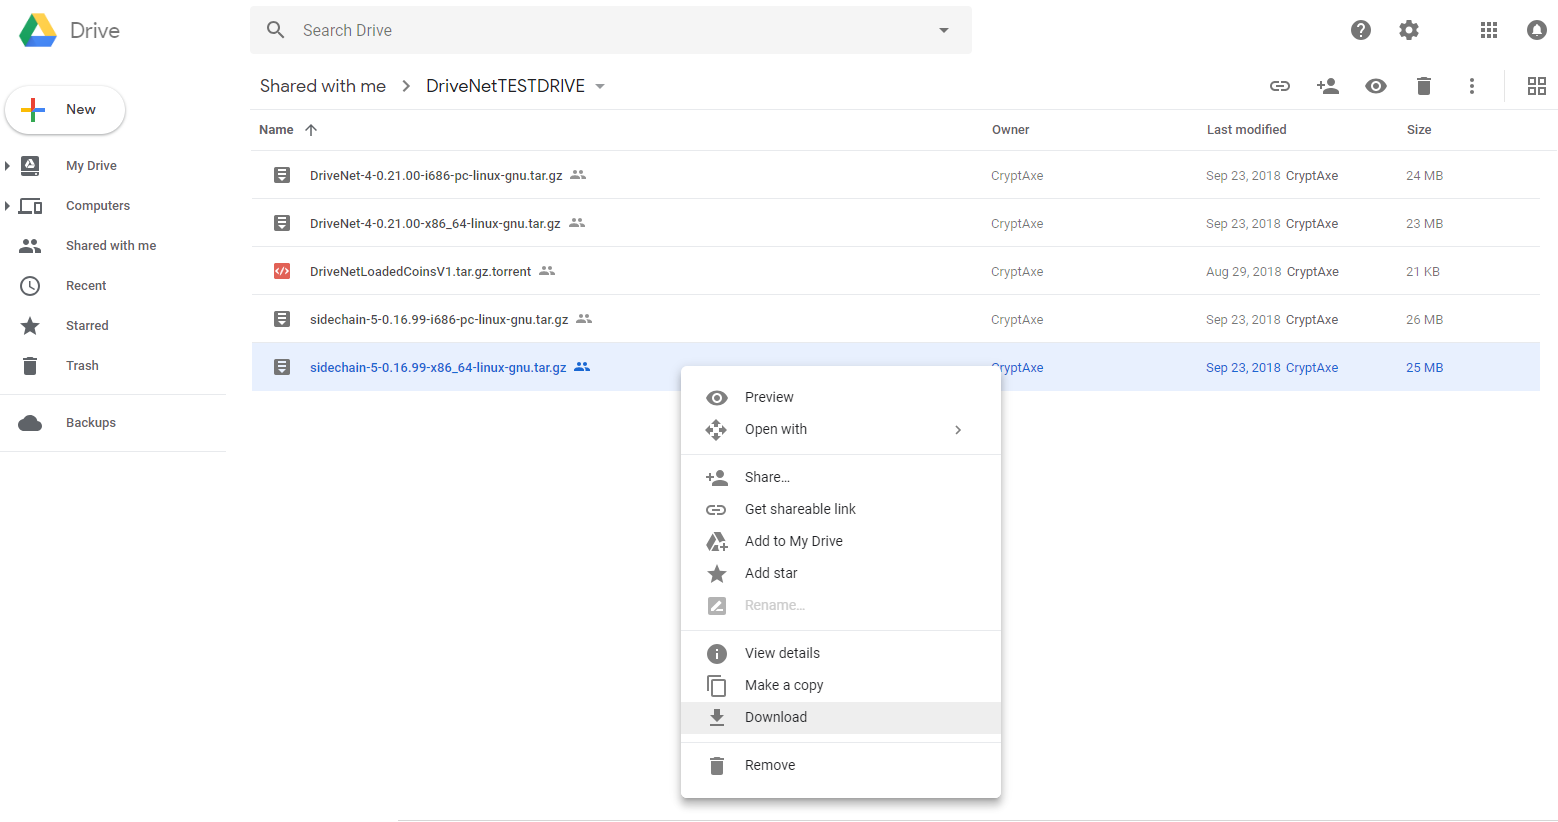 Drive
Search Drive
New
My Drive
Computers
Shared with me
Recent
Starred
Trash
Backups
Shared with me > DriveNetTESTDRIVE
Name Owner Last modified Size
DriveNet-4-0.21.00-i686-pc-linux-gnu.tar.gz CryptAxe Sep 23, 2018 CryptAxe 24 MB
DriveNet-4-0.21.00-x86_64-linux-gnu.tar.gz CryptAxe Sep 23, 2018 CryptAxe 23 MB
DriveNetLoadedCoinsV1.tar.gz.torrent CryptAxe Aug 29, 2018 CryptAxe 21 KB
sidechain-5-0.16.99-i686-pc-linux-gnu.tar.gz CryptAxe Sep 23, 2018 CryptAxe 26 MB
sidechain-5-0.16.99-x86_64-linux-gnu.tar.gz CryptAxe Sep 23, 2018 CryptAxe 25 MB
Preview
Open with
Share...
Get shareable link
Add to My Drive
Add star
Rename...
View details
Make a copy
Download
Remove